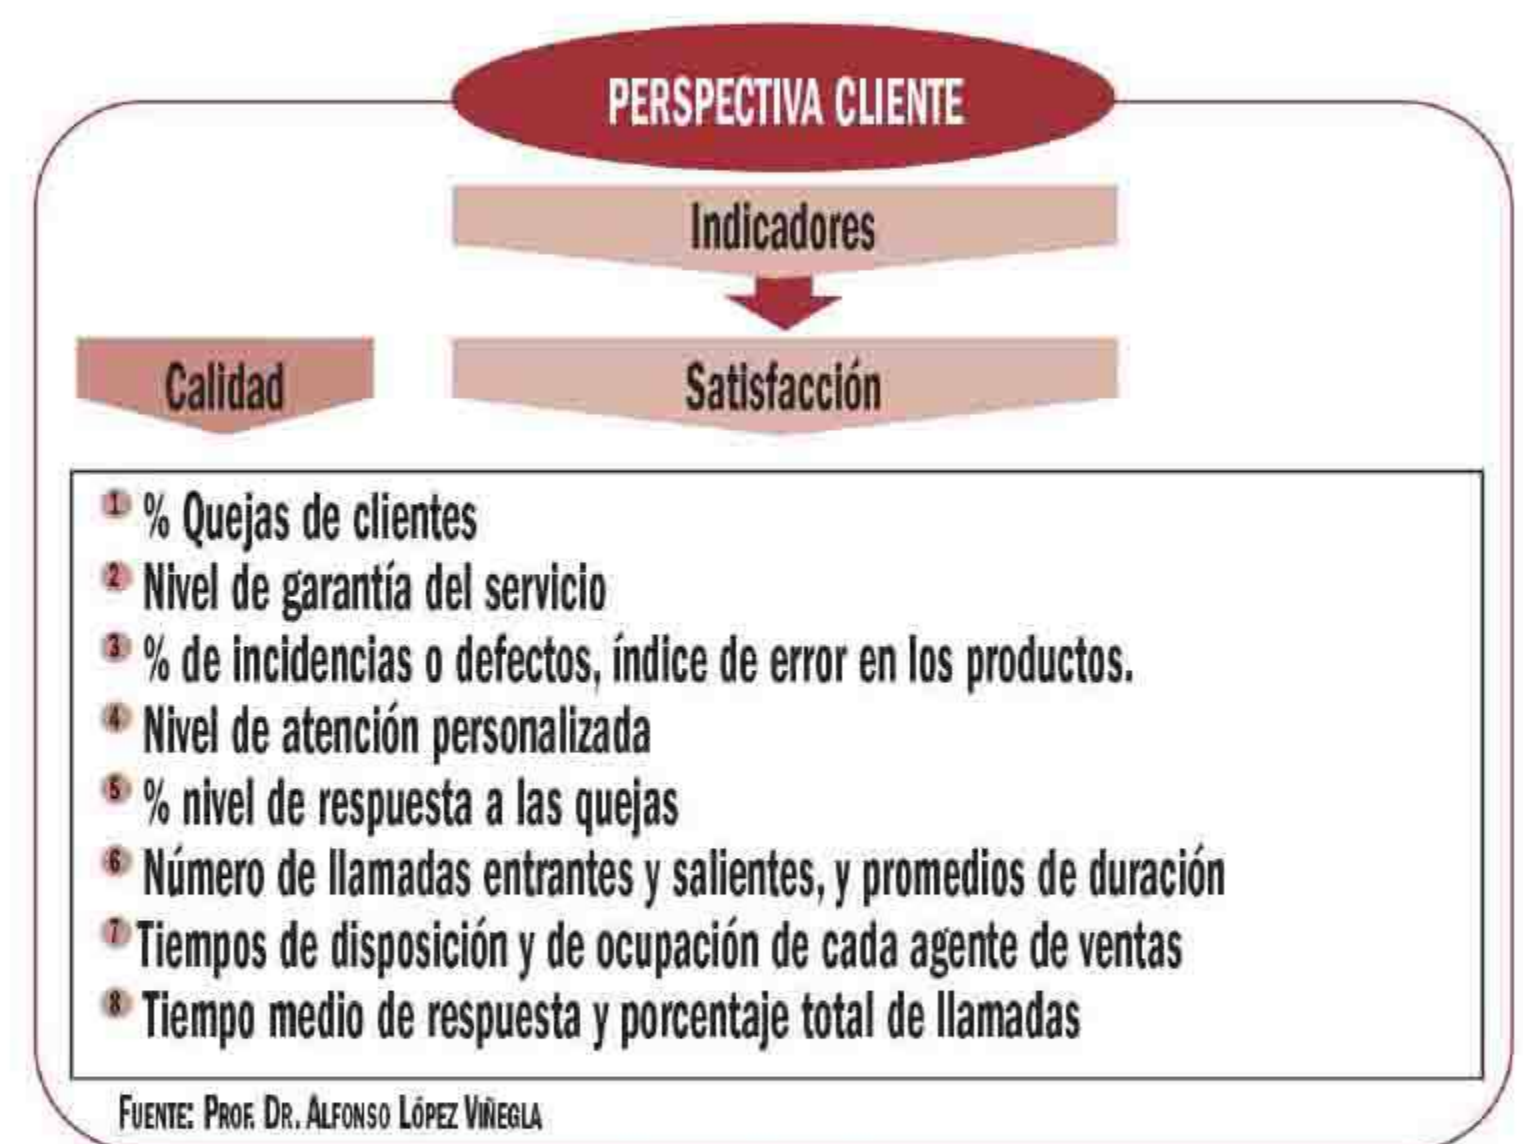 PERSPECTIVA CLIENTE
Indicadores
Calidad
Satisfacción
1 % Quejas de clientes
2 Nivel de garantía del servicio
3 % de incidencias o defectos, índice de error en los productos.
4 Nivel de atención personalizada
5 % nivel de respuesta a las quejas
6 Número de llamadas entrantes y salientes, y promedios de duración
7 Tiempos de disposición y de ocupación de cada agente de ventas
8 Tiempo medio de respuesta y porcentaje total de llamadas
FUENTE: PROF. DR. ALFONSO LÓPEZ VIÑEGLA